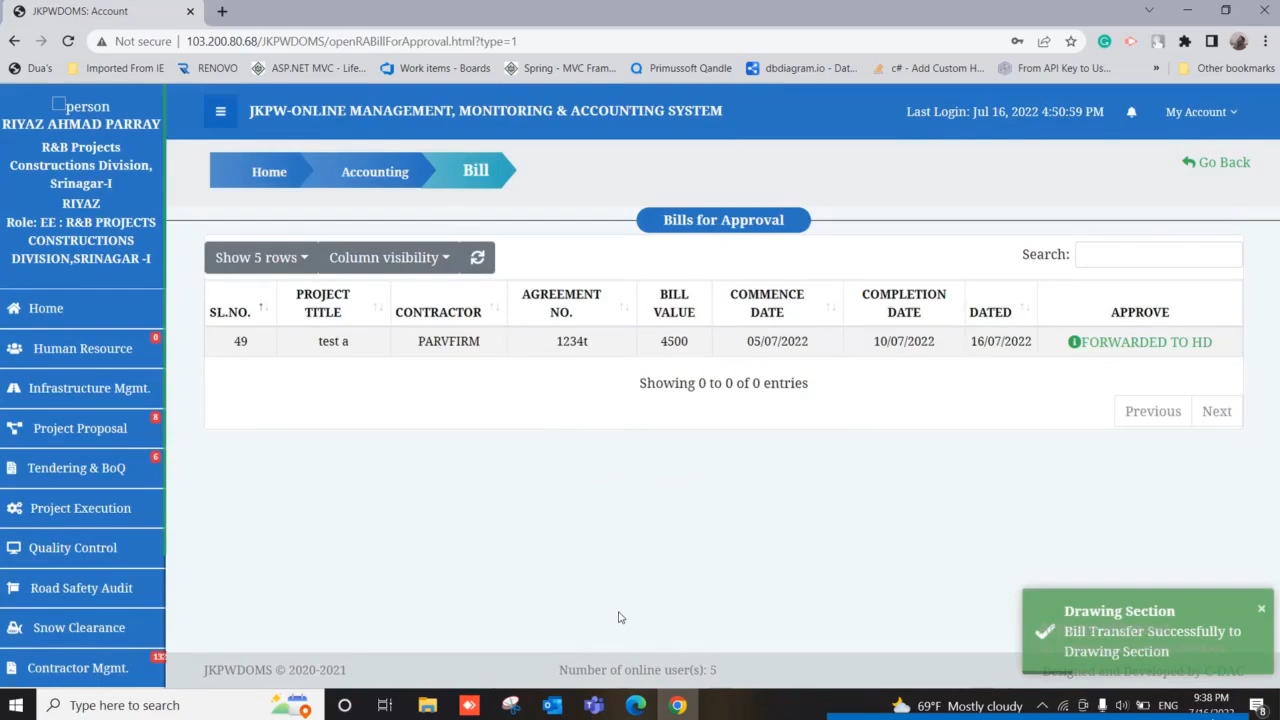 JKPWDOMS: Account
Not secure | 103.200.80.68/JKPWDOMS/openRABillForApproval.html?type=1
Dua's Imported From IE RENOVO ASP.NET MVC - Life... Work items - Boards Spring - MVC Fram... Primussoft Qandle dbdiagram.io - Dat... c# - Add Custom H... From API Key to Us... » Other bookmarks
person
RIYAZ AHMAD PARRAY
R&B Projects
Constructions Division,
Srinagar-I
RIYAZ
Role: EE : R&B PROJECTS
CONSTRUCTIONS
DIVISION,SRINAGAR -I
Home
Human Resource 0
Infrastructure Mgmt.
Project Proposal 8
Tendering & BoQ 6
Project Execution
Quality Control
Road Safety Audit
Snow Clearance
Contractor Mgmt.
JKPW-ONLINE MANAGEMENT, MONITORING & ACCOUNTING SYSTEM
Last Login: Jul 16, 2022 4:50:59 PM
My Account
Home Accounting Bill
Go Back
Bills for Approval
Show 5 rows Column visibility
Search:
SL.NO. PROJECT TITLE CONTRACTOR AGREEMENT NO. BILL VALUE COMMENCE DATE COMPLETION DATE DATED APPROVE
49 test a PARVFIRM 1234t 4500 05/07/2022 10/07/2022 16/07/2022 FORWARDED TO HD
Showing 0 to 0 of 0 entries
Previous Next
Drawing Section ×
Bill Transfer Successfully to
Drawing Section
JKPWDOMS © 2020-2021
Number of online user(s): 5
Designed and Developed by C-DAC
Type here to search
69°F Mostly cloudy
ENG
9:38 PM
7/16/2022
8